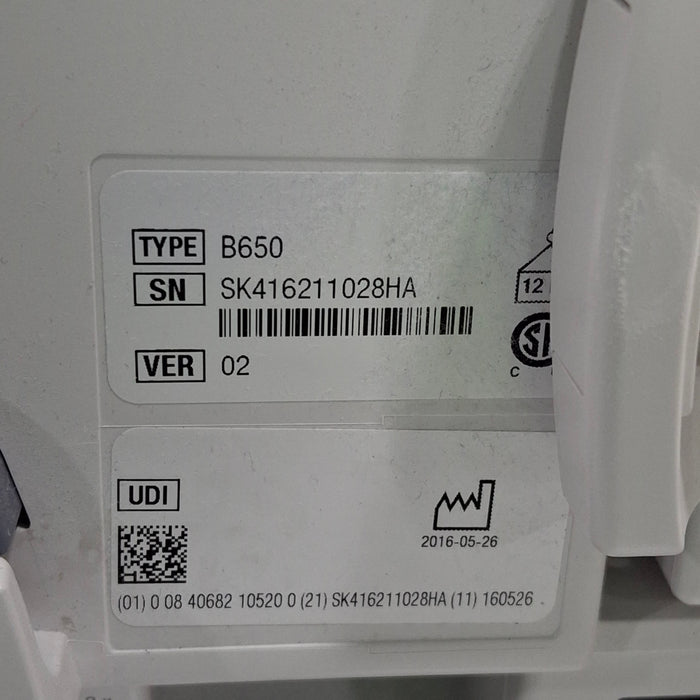 TYPE B650
SN SK416211028HA
12
VER 02
C
UDI
2016-05-26
(01) 0 08 40682 10520 0 (21) SK416211028HA (11) 160526